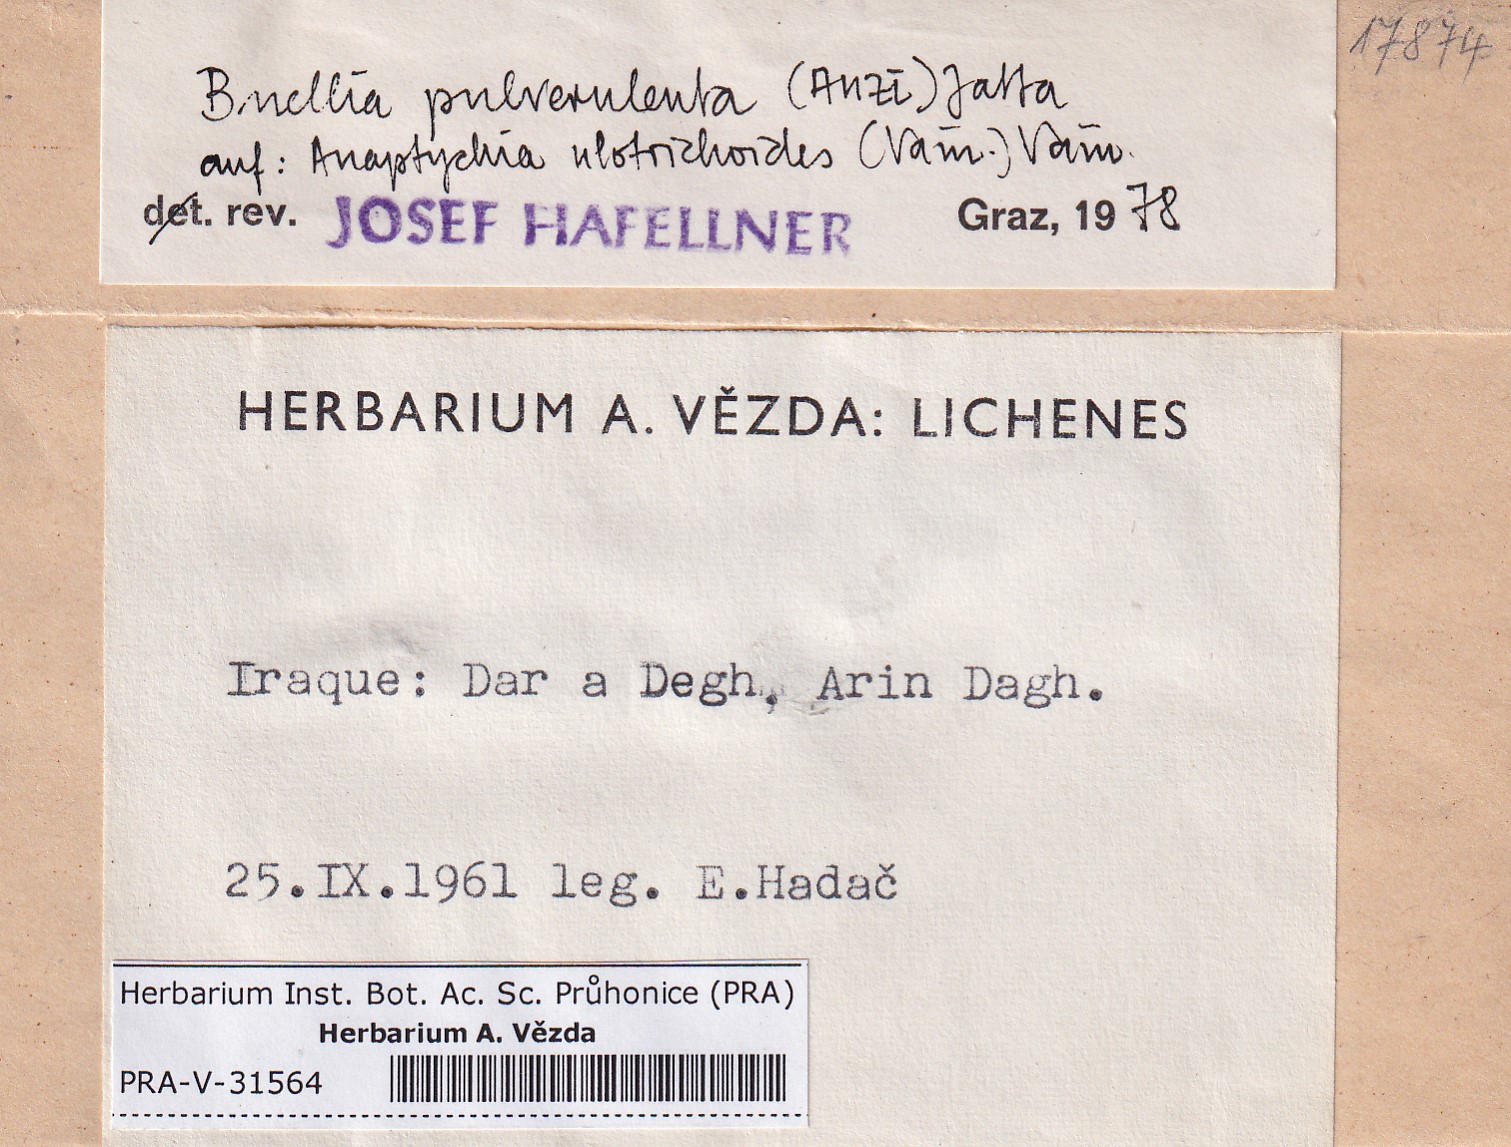 17874
Buellia pulverulenta (Anzi) Jatta
auf: Anaptychia ulotrichoides (Vain.) Vain.
det. rev. JOSEF HAFELLNER Graz, 1978
HERBARIUM A. VĚZDA: LICHENES
Iraque: Dar a Degh, Arin Dagh.
25.IX.1961 leg. E.Hadač
Herbarium Inst. Bot. Ac. Sc. Průhonice (PRA)
Herbarium A. Vězda
PRA-V-31564